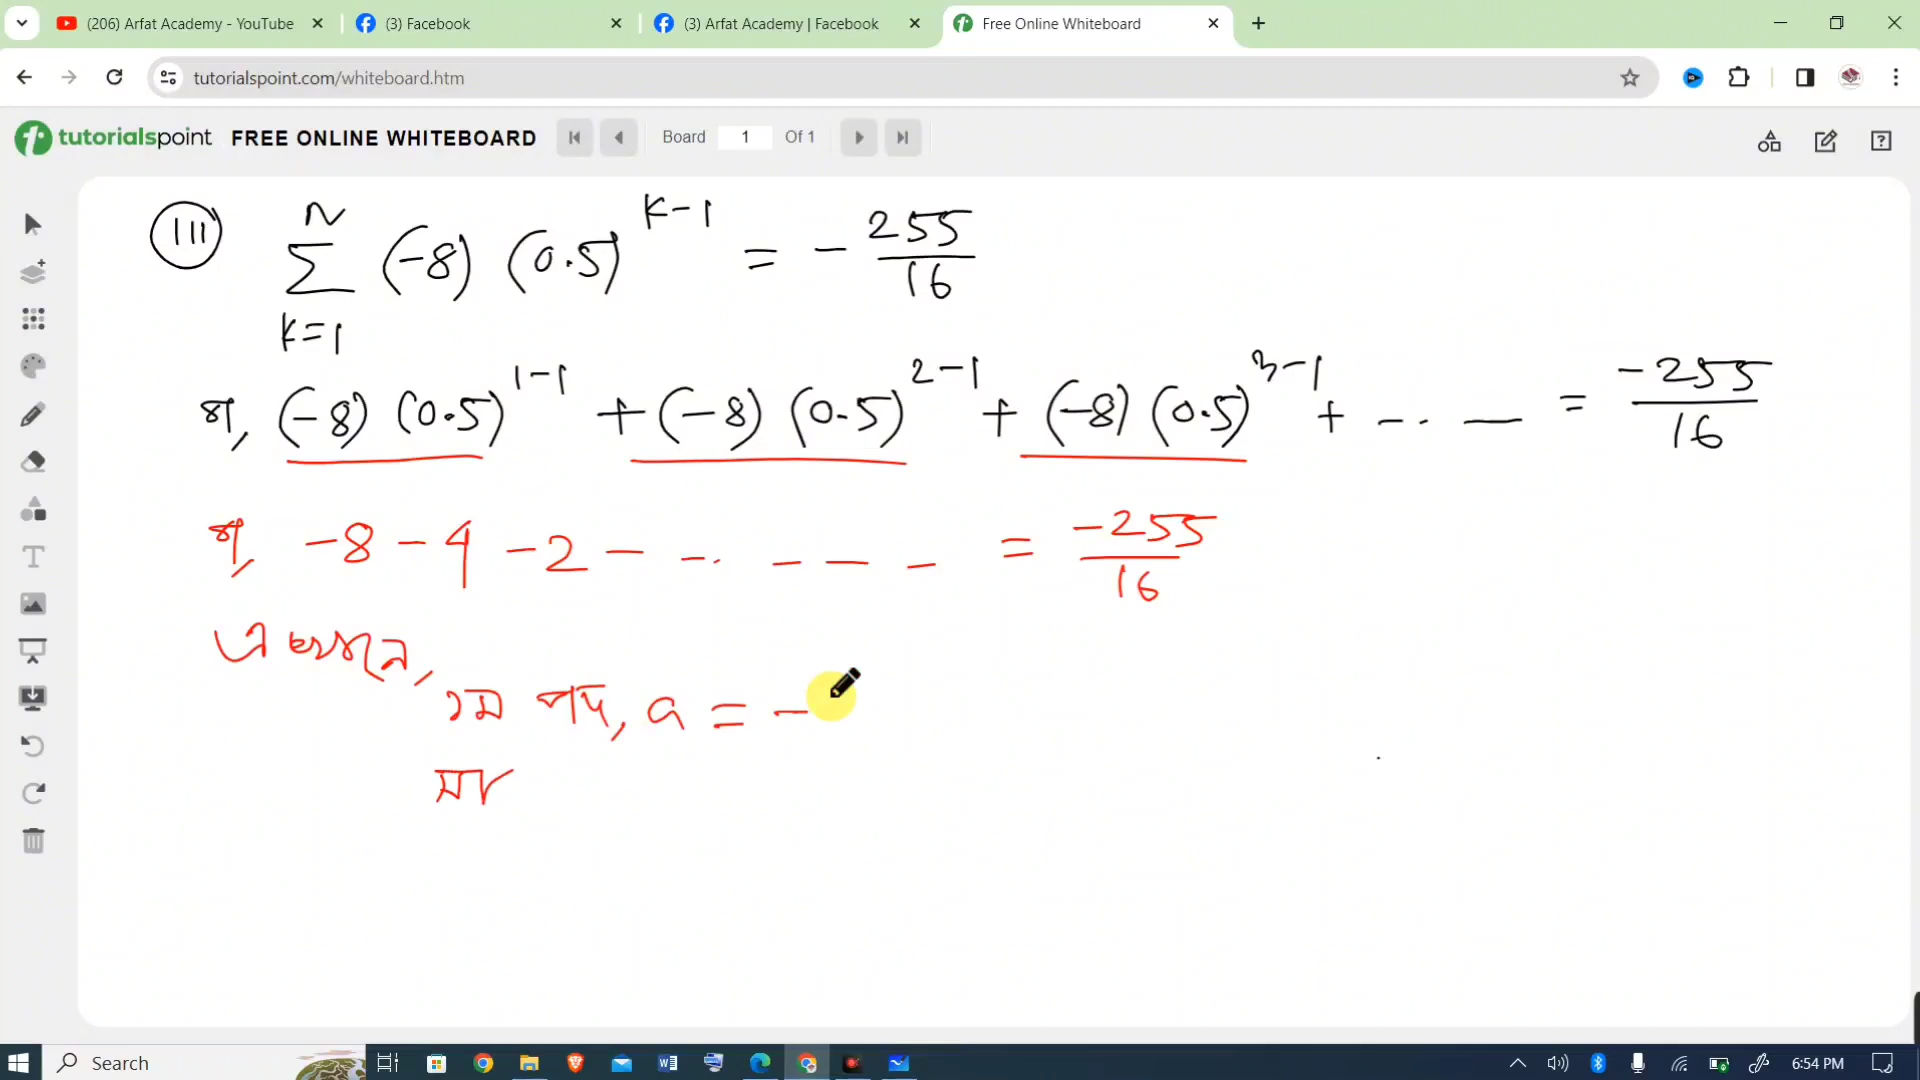 (206) Arfat Academy - YouTube
(3) Facebook
(3) Arfat Academy | Facebook
Free Online Whiteboard
tutorialspoint.com/whiteboard.htm
tutorialspoint FREE ONLINE WHITEBOARD Board 1 Of 1
(III) N Σ k=1 (-8) (0.5)^{k-1} = - 255/16
বা, (-8) (0.5)^{1-1} + (-8) (0.5)^{2-1} + (-8) (0.5)^{3-1} + -.. — = -255/16
বা, -8 - 4 -2 - -. - — - = -255/16
এখানে,
১ম পদ, a = -
T
Search
6:54 PM